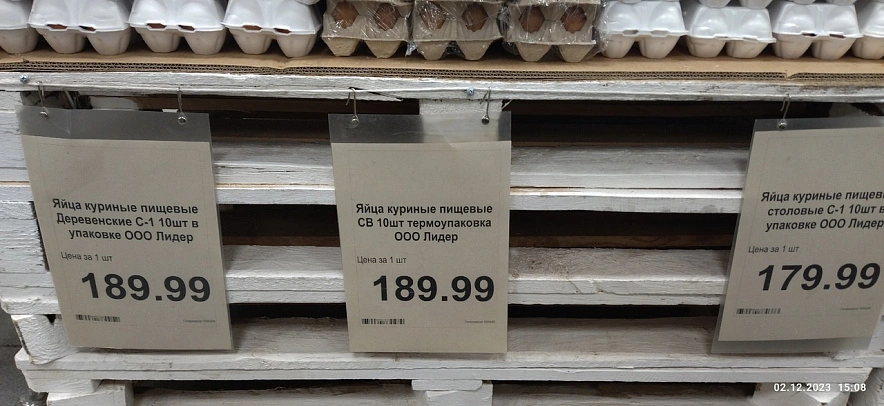 Яйца куриные пищевые
Деревенские С-1 10шт в
упаковке ООО Лидер
Цена за 1 шт
189.99
Яйца куриные пищевые
СВ 10шт термоупаковка
ООО Лидер
Цена за 1 шт
189.99
Яйца куриные пищевы
столовые С-1 10шт в
упаковке ООО Лидер
Цена за 1 шт
179.99
02.12.2023 15:08